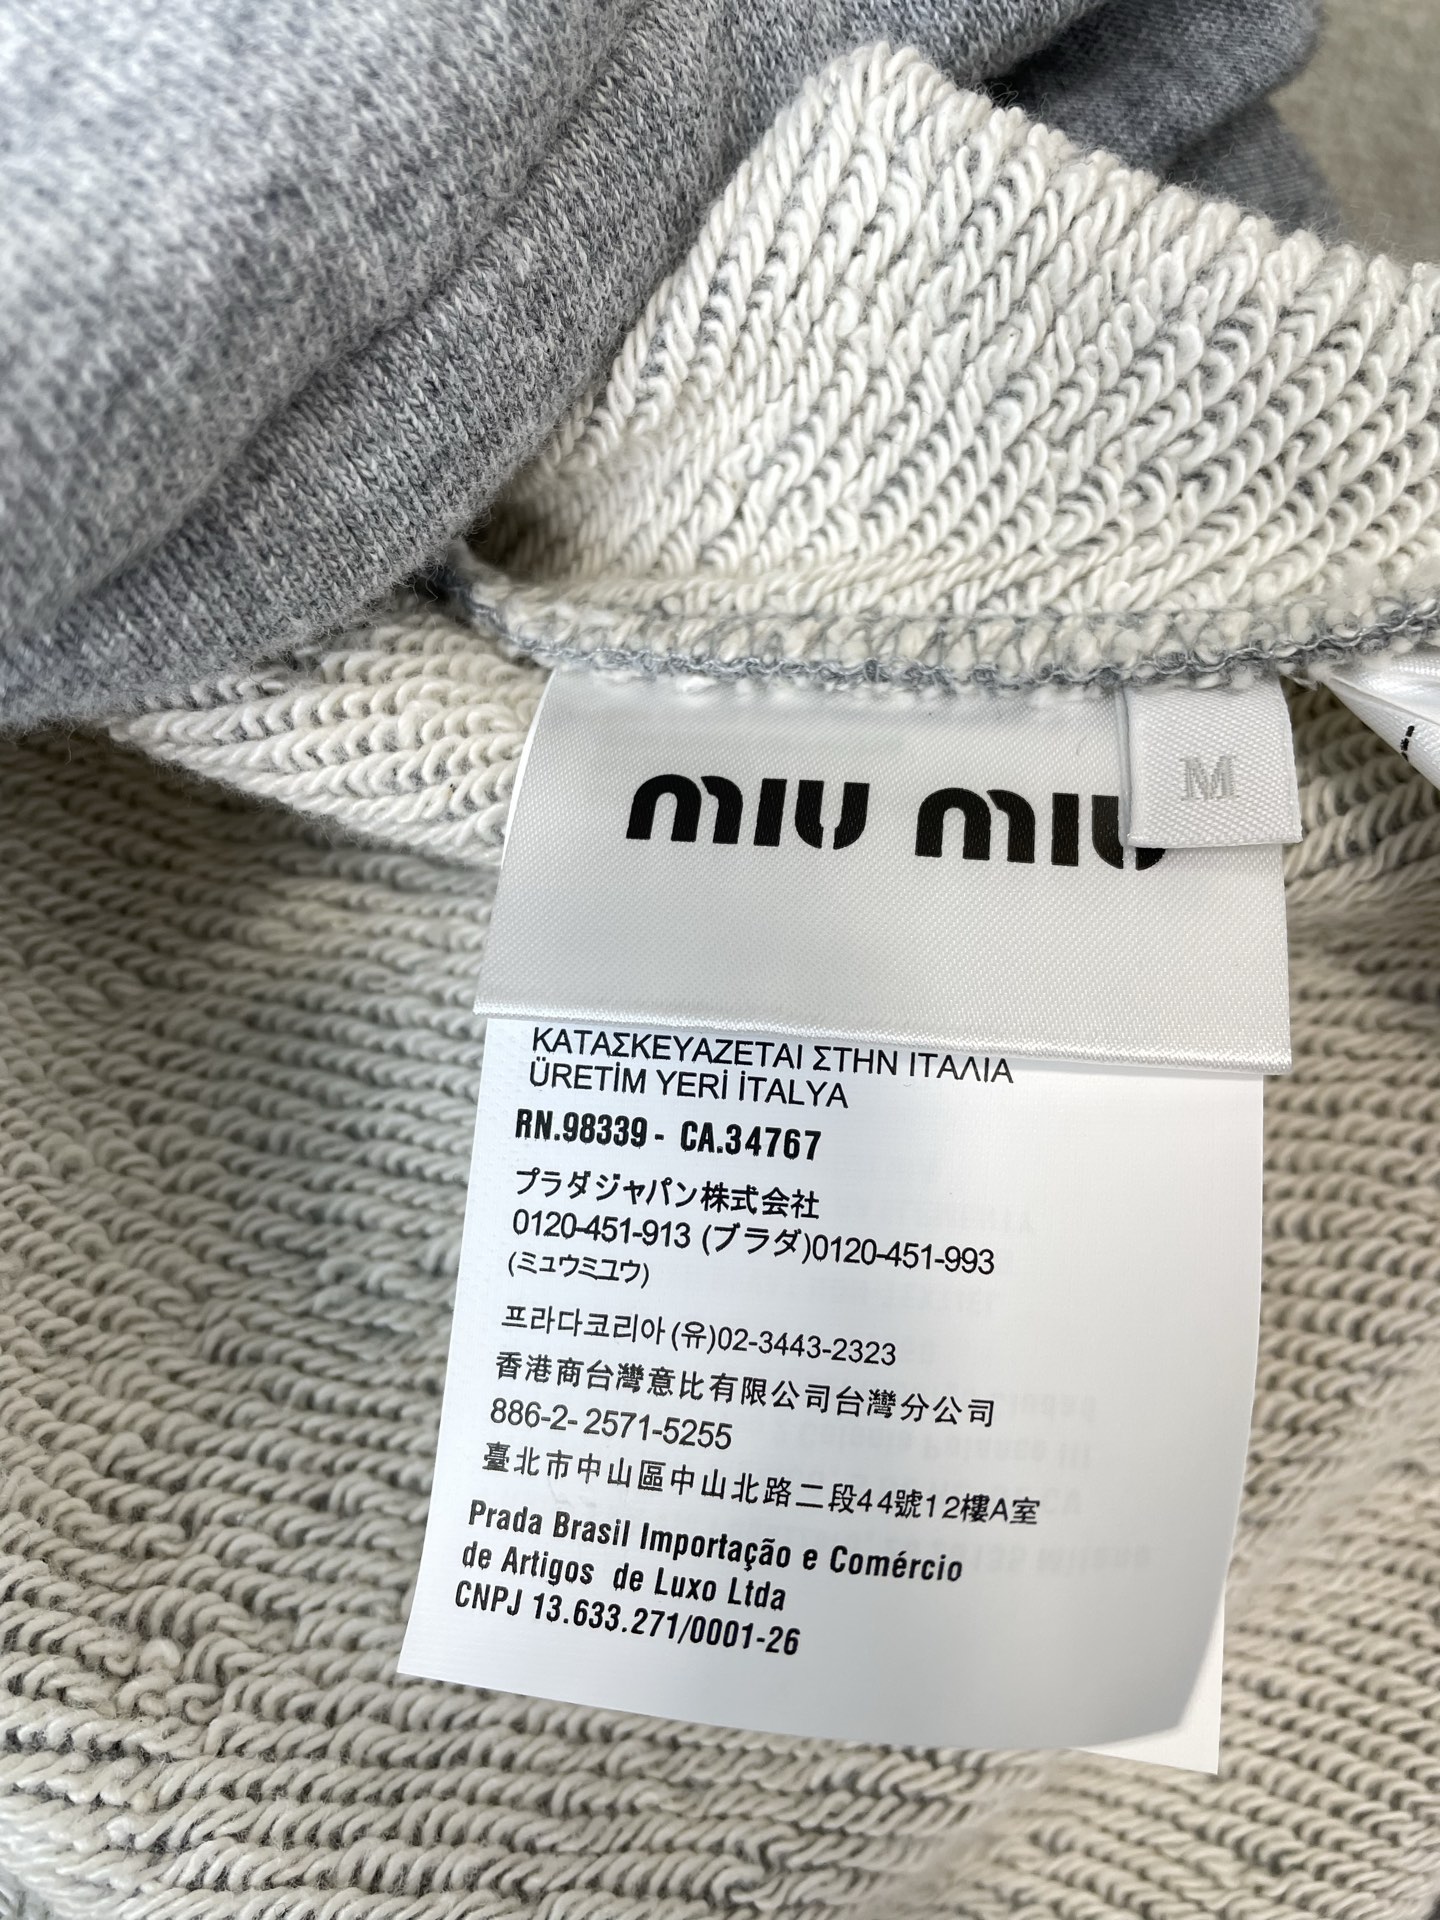 miu miu
M
ΚΑΤΑΣΚΕΥΑΖΕΤΑΙ ΣΤΗΝ ΙΤΑΛΙΑ
ÜRETİM YERİ İTALYA
RN.98339 - CA.34767
プラダジャパン株式会社
0120-451-913 (プラダ)0120-451-993
(ミュウミュウ)
프라다코리아(유)02-3443-2323
香港商台灣意比有限公司台灣分公司
886-2-2571-5255
臺北市中山區中山北路二段44號12樓A室
Prada Brasil Importação e Comércio
de Artigos de Luxo Ltda
CNPJ 13.633.271/0001-26